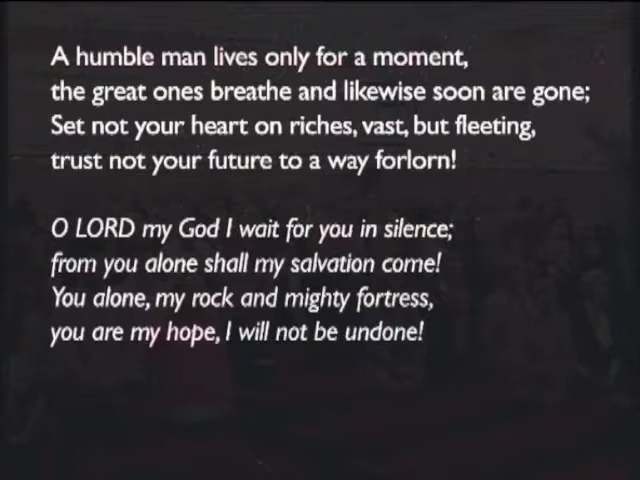 A humble man lives only for a moment,
the great ones breathe and likewise soon are gone;
Set not your heart on riches, vast, but fleeting,
trust not your future to a way forlorn!
O LORD my God I wait for you in silence;
from you alone shall my salvation come!
You alone, my rock and mighty fortress,
you are my hope, I will not be undone!